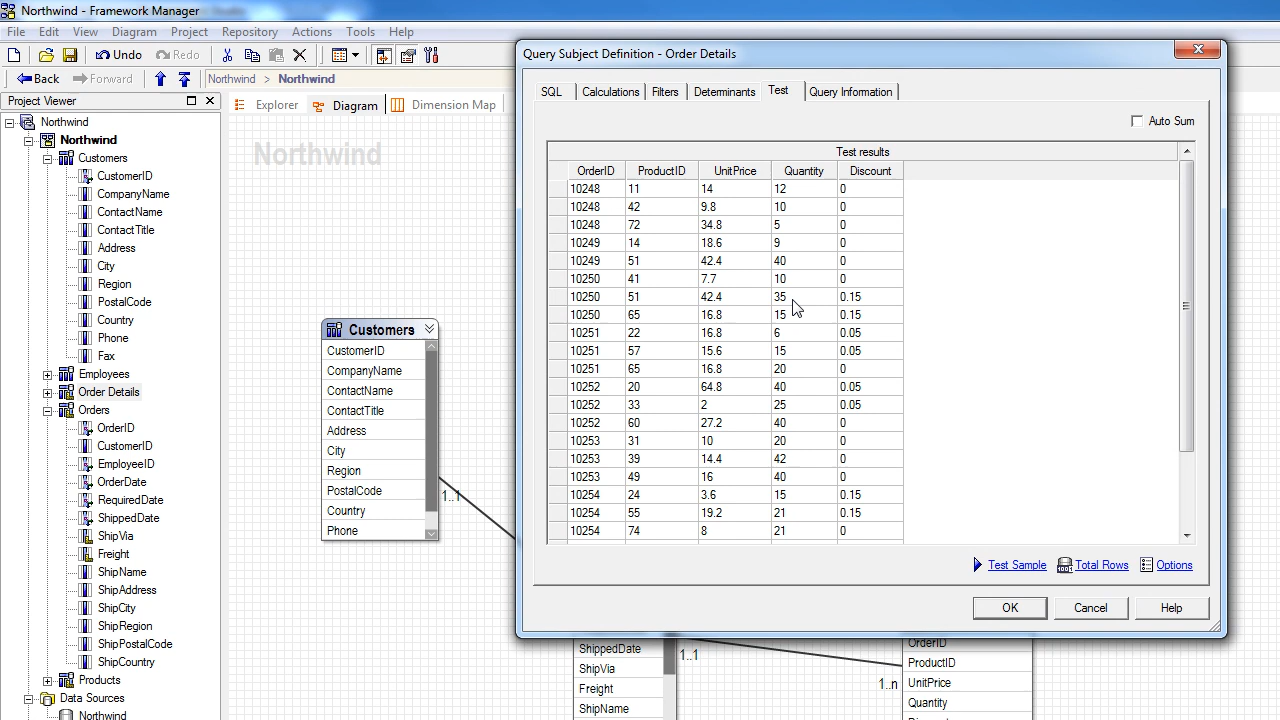 Northwind - Framework Manager
File Edit View Diagram Project Repository Actions Tools Help
Undo Redo
Back Forward Northwind > Northwind
Project Viewer
Explorer Diagram Dimension Map
Northwind
Northwind
Northwind
Customers
CustomerID
CompanyName
ContactName
ContactTitle
Address
City
Region
PostalCode
Country
Phone
Fax
Employees
Order Details
Orders
OrderID
CustomerID
EmployeeID
OrderDate
RequiredDate
ShippedDate
ShipVia
Freight
ShipName
ShipAddress
ShipCity
ShipRegion
ShipPostalCode
ShipCountry
Products
Data Sources
Northwind
Customers
CustomerID
CompanyName
ContactName
ContactTitle
Address
City
Region
PostalCode
Country
Phone
1..1
Query Subject Definition - Order Details
SQL Calculations Filters Determinants Test Query Information
Auto Sum
Test results
OrderID ProductID UnitPrice Quantity Discount
10248 11 14 12 0
10248 42 9.8 10 0
10248 72 34.8 5 0
10249 14 18.6 9 0
10249 51 42.4 40 0
10250 41 7.7 10 0
10250 51 42.4 35 0.15
10250 65 16.8 15 0.15
10251 22 16.8 6 0.05
10251 57 15.6 15 0.05
10251 65 16.8 20 0
10252 20 64.8 40 0.05
10252 33 2 25 0.05
10252 60 27.2 40 0
10253 31 10 20 0
10253 39 14.4 42 0
10253 49 16 40 0
10254 24 3.6 15 0.15
10254 55 19.2 21 0.15
10254 74 8 21 0
Test Sample Total Rows Options
OK Cancel Help
ShippedDate
ShipVia
Freight
ShipName
1..1
1..n
OrderID
ProductID
UnitPrice
Quantity